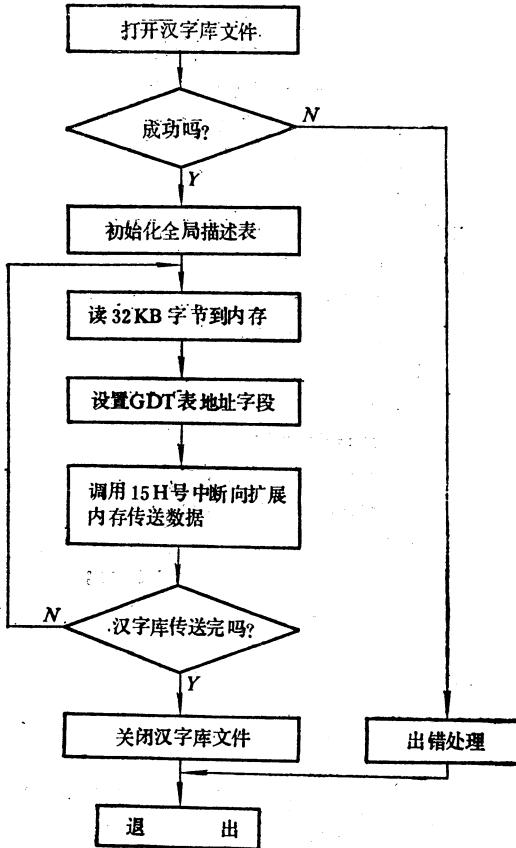 打开汉字库文件
成功吗?
N
Y
初始化全局描述表
读32KB字节到内存
设置GDT表地址字段
调用15H号中断向扩展
内存传送数据
N
汉字库传送完吗?
Y
关闭汉字库文件
出错处理
退 出